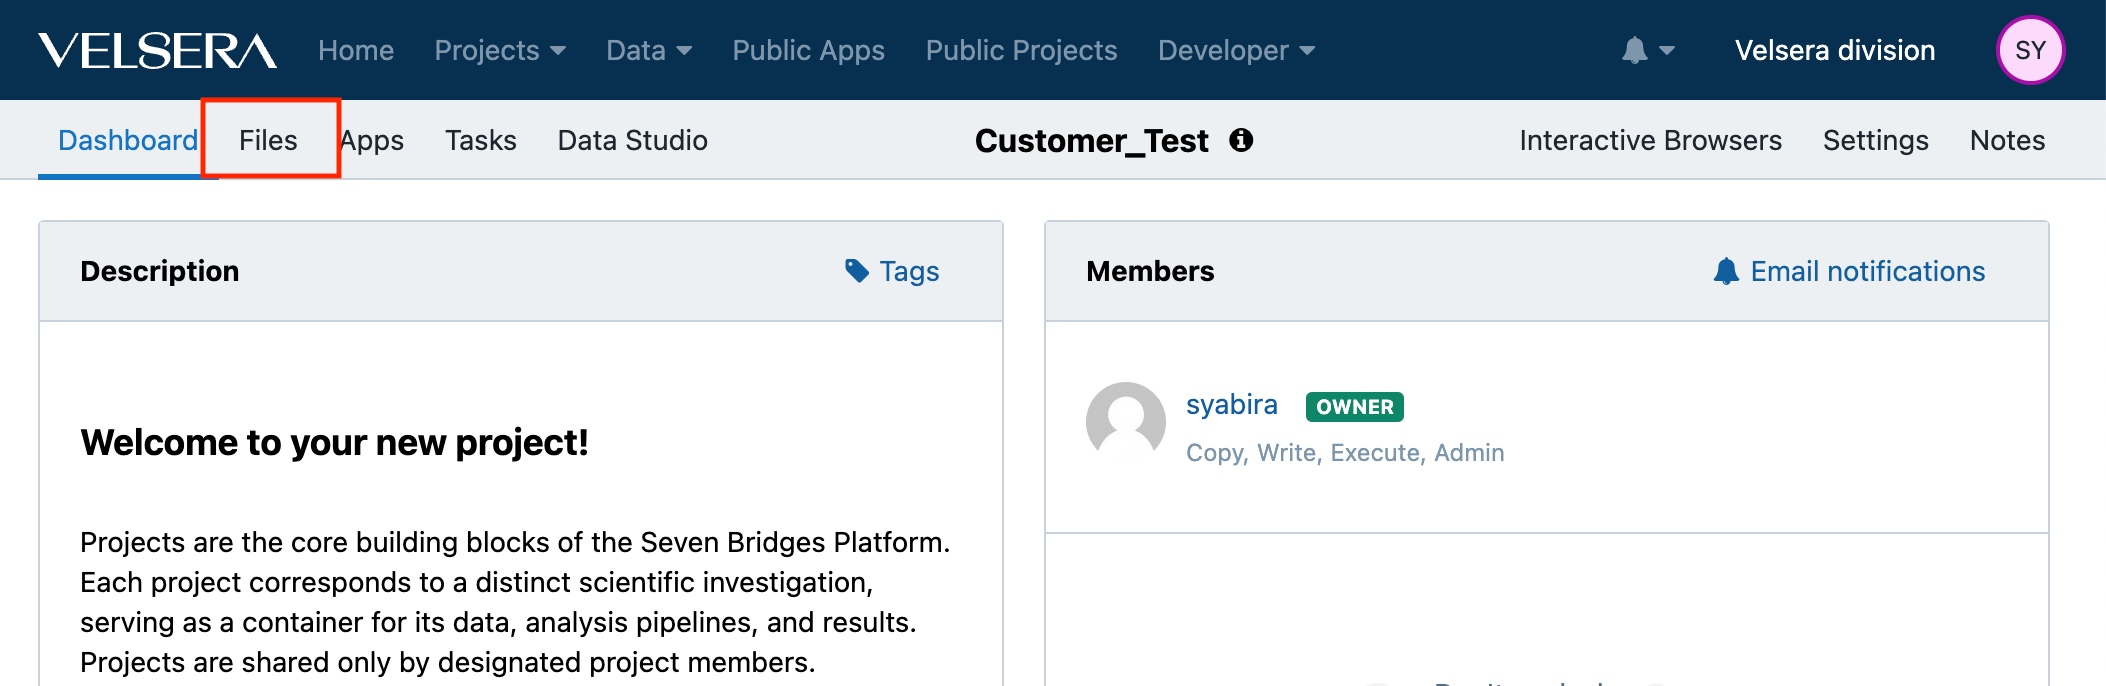 VELSERA Home Projects Data Public Apps Public Projects Developer Velsera division SY
Dashboard Files Apps Tasks Data Studio Customer_Test Interactive Browsers Settings Notes
Description Tags
Members Email notifications
Welcome to your new project!
Projects are the core building blocks of the Seven Bridges Platform.
Each project corresponds to a distinct scientific investigation,
serving as a container for its data, analysis pipelines, and results.
Projects are shared only by designated project members.
syabira OWNER
Copy, Write, Execute, Admin